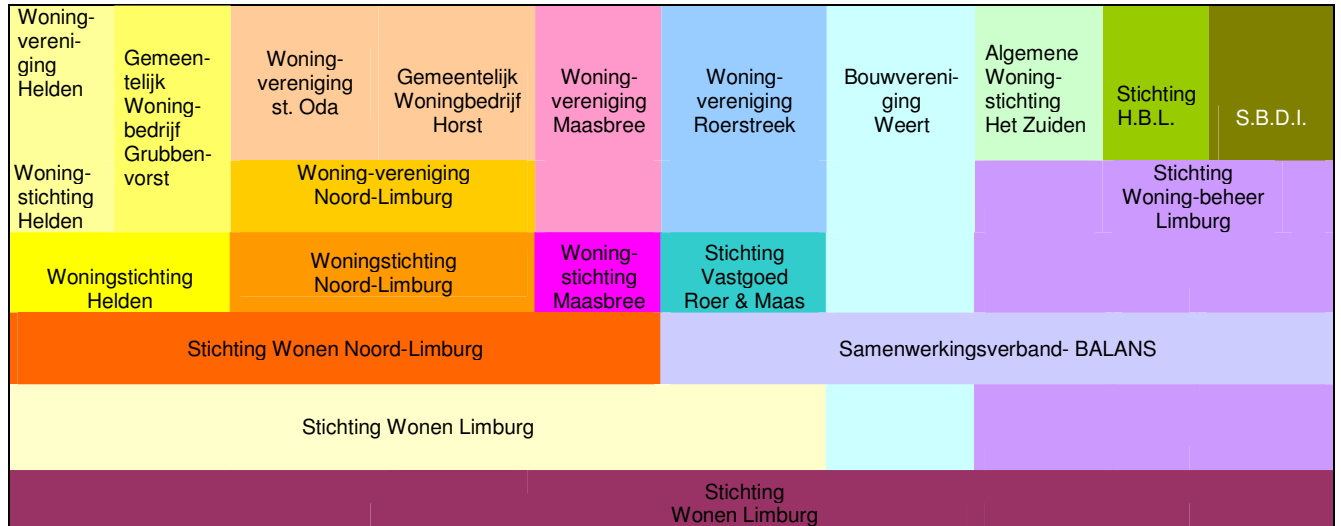 Woning-
vereni-
ging
Helden
Gemeen-
telijk
Woning-
bedrijf
Grubben-
vorst
Woning-
vereniging
st. Oda
Gemeentelijk
Woningbedrijf
Horst
Woning-
vereniging
Maasbree
Woning-
vereniging
Roerstreek
Bouwvereni-
ging
Weert
Algemene
Woning-
stichting
Het Zuiden
Stichting
H.B.L.
S.B.D.I.
Woning-
stichting
Helden
Woning-vereniging
Noord-Limburg
Stichting
Woning-beheer
Limburg
Woningstichting
Helden
Woningstichting
Noord-Limburg
Woning-
stichting
Maasbree
Stichting
Vastgoed
Roer & Maas
Stichting Wonen Noord-Limburg
Samenwerkingsverband- BALANS
Stichting Wonen Limburg
Stichting
Wonen Limburg